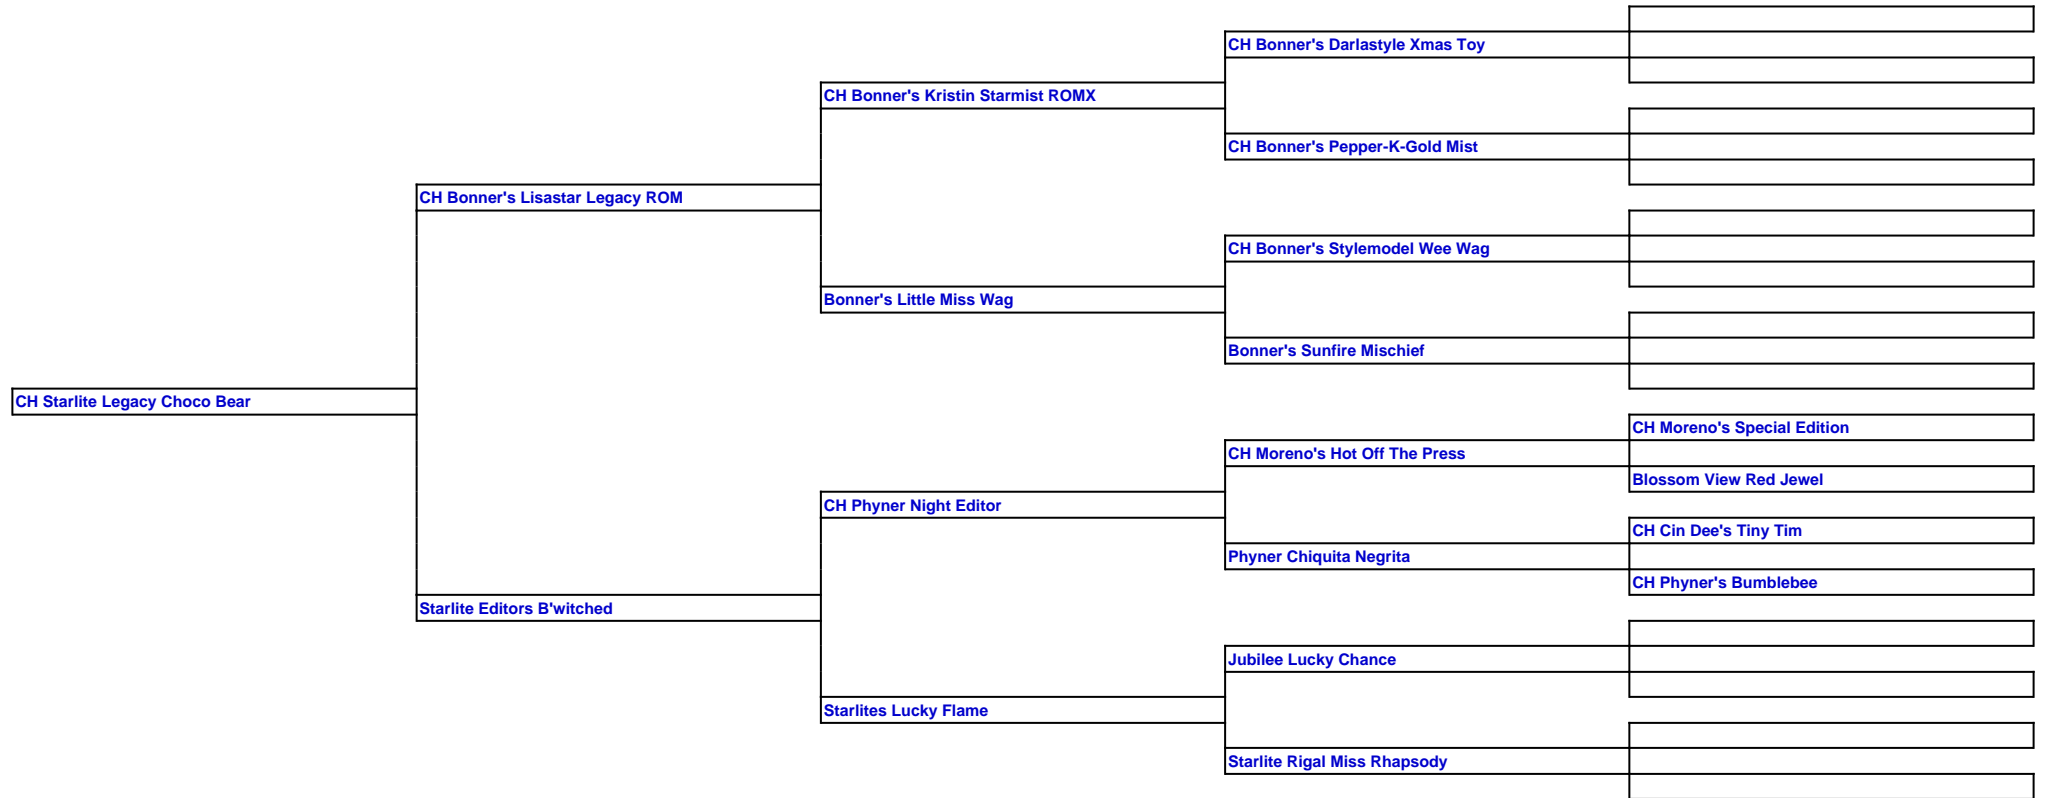 CH Bonner's Darlastyle Xmas Toy
CH Bonner's Kristin Starmist ROMX
CH Bonner's Pepper-K-Gold Mist
CH Bonner's Lisastar Legacy ROM
CH Bonner's Stylemodel Wee Wag
Bonner's Little Miss Wag
Bonner's Sunfire Mischief
CH Starlite Legacy Choco Bear
CH Moreno's Special Edition
CH Moreno's Hot Off The Press
Blossom View Red Jewel
CH Phyner Night Editor
CH Cin Dee's Tiny Tim
Phyner Chiquita Negrita
CH Phyner's Bumblebee
Starlite Editors B'witched
Jubilee Lucky Chance
Starlites Lucky Flame
Starlite Rigal Miss Rhapsody